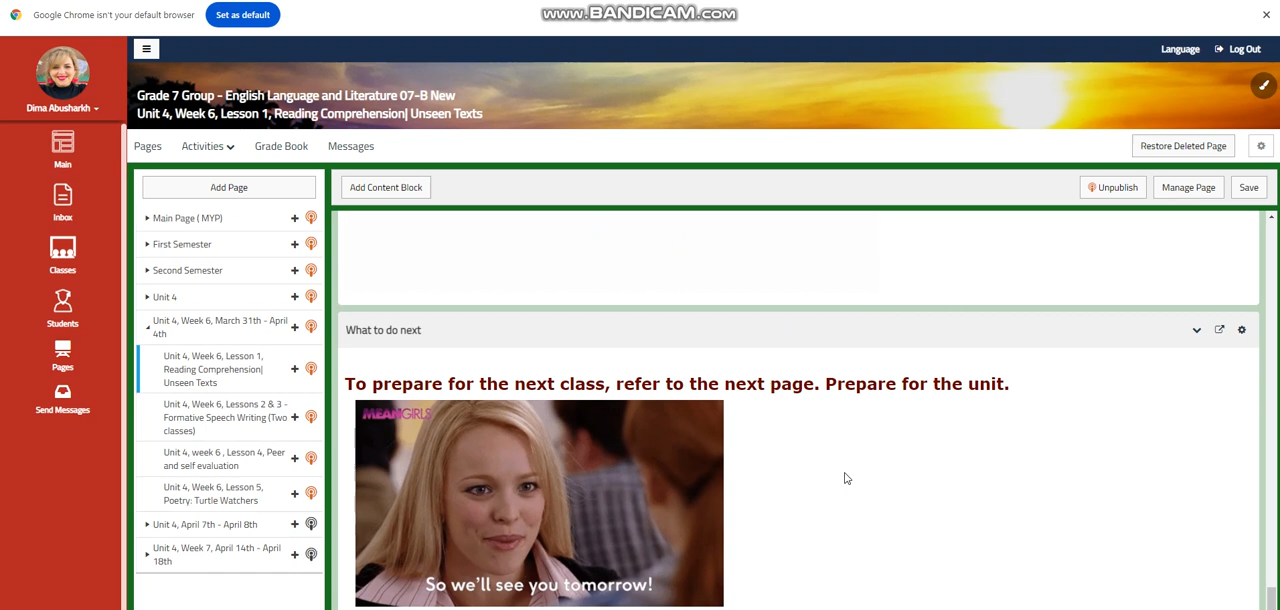 Google Chrome isn't your default browser
Set as default
www.BANDICAM.com
Language
Log Out
Dima Abusharkh
Grade 7 Group - English Language and Literature 07-B New
Unit 4, Week 6, Lesson 1, Reading Comprehension| Unseen Texts
Pages
Activities
Grade Book
Messages
Restore Deleted Page
Main
Inbox
Classes
Students
Pages
Send Messages
Add Page
Main Page ( MYP)
First Semester
Second Semester
Unit 4
Unit 4, Week 6, March 31th - April
4th
Unit 4, Week 6, Lesson 1,
Reading Comprehension|
Unseen Texts
Unit 4, Week 6, Lessons 2 & 3 -
Formative Speech Writing (Two
classes)
Unit 4, week 6 , Lesson 4, Peer
and self evaluation
Unit 4, Week 6, Lesson 5,
Poetry: Turtle Watchers
Unit 4, April 7th - April 8th
Unit 4, Week 7, April 14th - April
18th
Add Content Block
Unpublish
Manage Page
Save
What to do next
To prepare for the next class, refer to the next page. Prepare for the unit.
MEAN GIRLS
So we'll see you tomorrow!